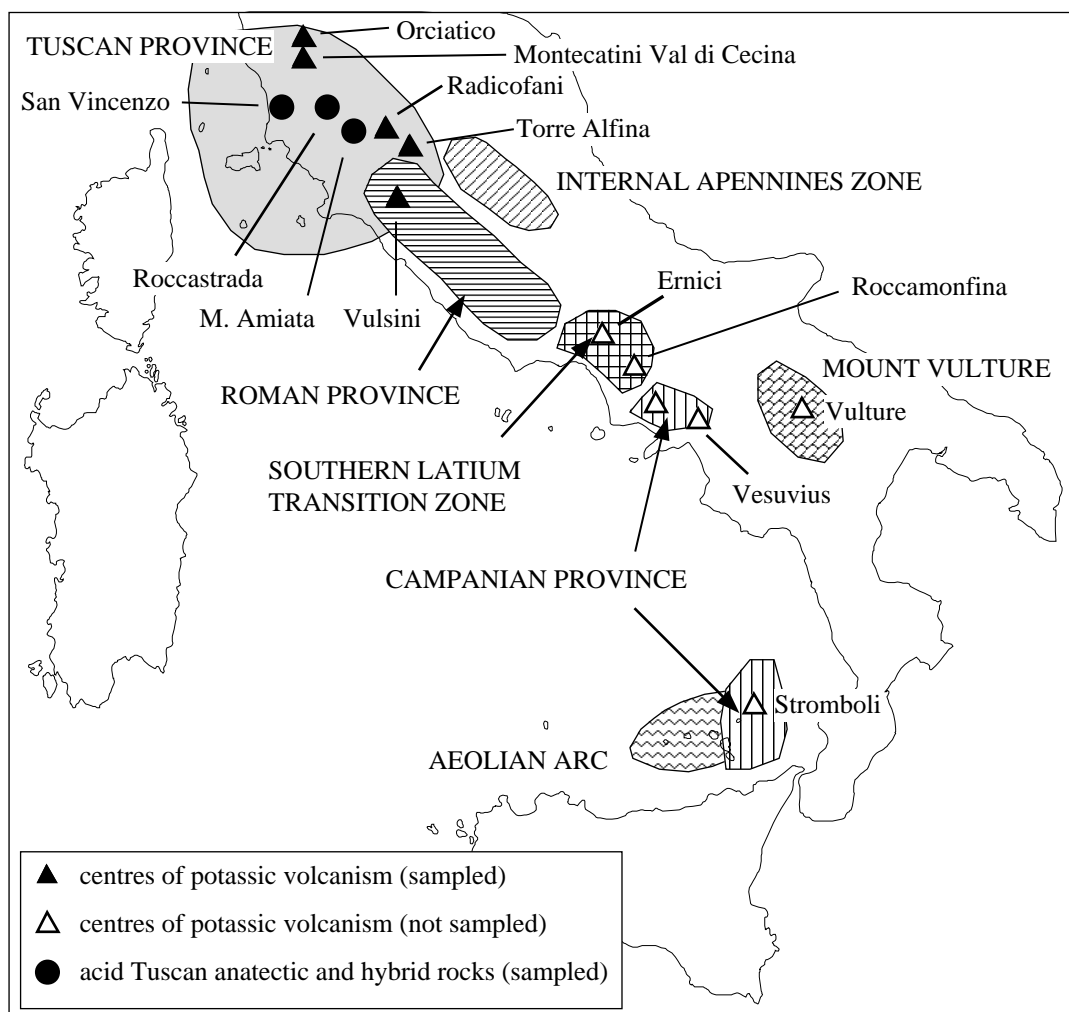 Orciatico
TUSCAN PROVINCE
Montecatini Val di Cecina
Radicofani
San Vincenzo
Torre Alfina
INTERNAL APENNINES ZONE
Roccastrada
Ernici
Roccamonfina
M. Amiata
Vulsini
MOUNT VULTURE
ROMAN PROVINCE
Vulture
SOUTHERN LATIUM
TRANSITION ZONE
Vesuvius
CAMPANIAN PROVINCE
Stromboli
AEOLIAN ARC
centres of potassic volcanism (sampled)
centres of potassic volcanism (not sampled)
acid Tuscan anatectic and hybrid rocks (sampled)